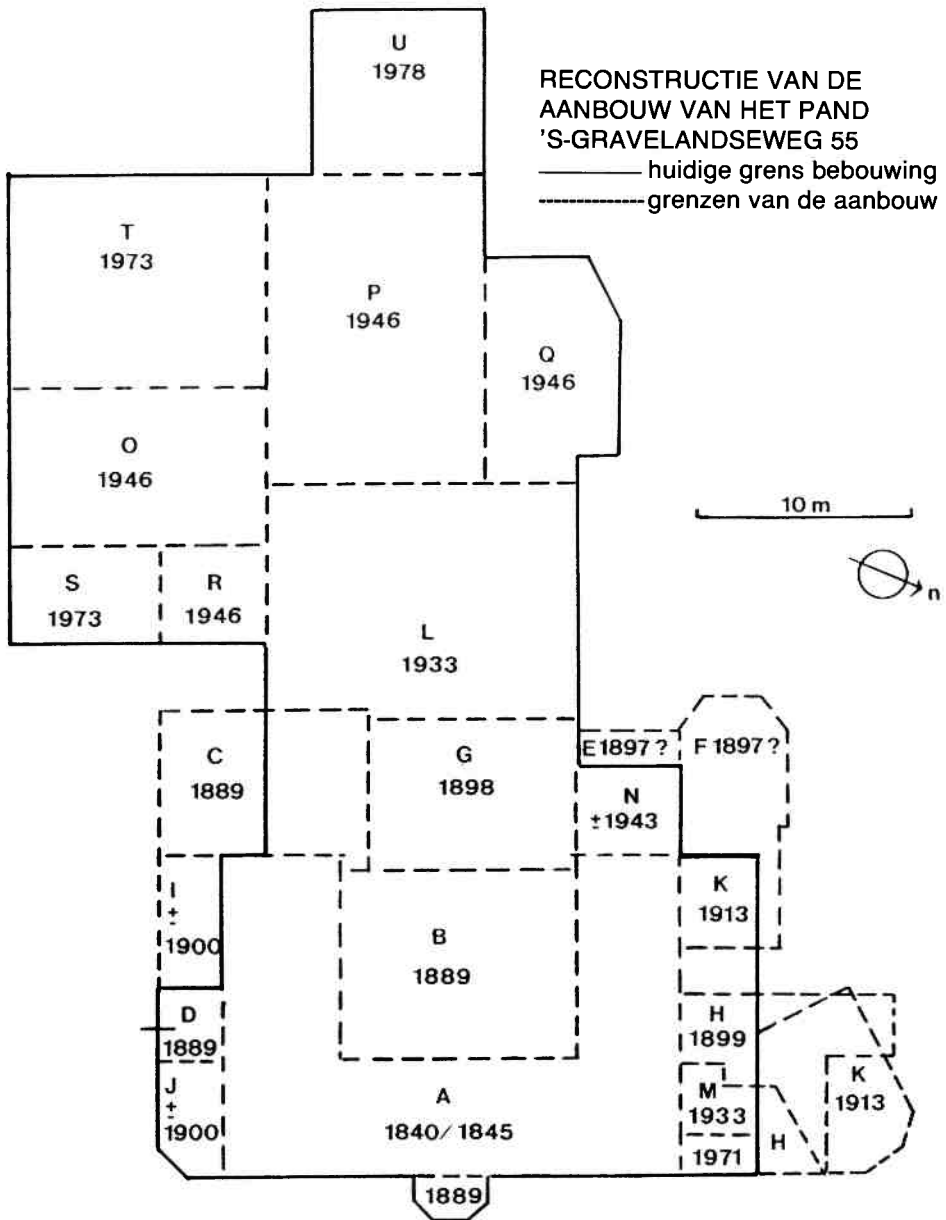 U
1978
RECONSTRUCTIE VAN DE
AANBOUW VAN HET PAND
'S-GRAVELANDSEWEG 55
huidige grens bebouwing
grenzen van de aanbouw
T
1973
P
1946
Q
1946
O
1946
10 m
n
S
1973
R
1946
L
1933
C
1889
G
1898
E 1897 ?
F 1897 ?
N
±1943
I
±
1900
B
1889
K
1913
D
1889
H
1899
J
±
1900
A
1840/1845
M
1933
K
1913
H
1971
1889